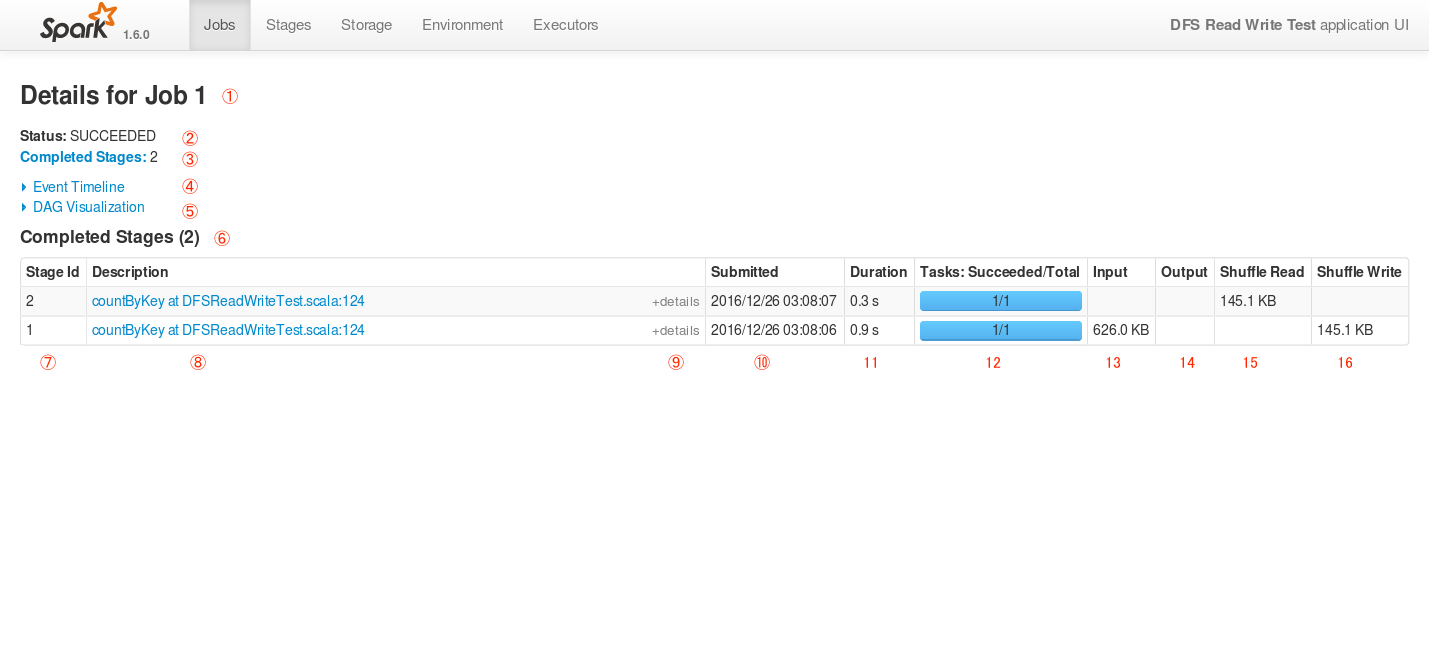 Spark 1.6.0 Jobs Stages Storage Environment Executors DFS Read Write Test application UI
Details for Job 1 ①
Status: SUCCEEDED ②
Completed Stages: 2 ③
Event Timeline ④
DAG Visualization ⑤
Completed Stages (2) ⑥
Stage Id Description Submitted Duration Tasks: Succeeded/Total Input Output Shuffle Read Shuffle Write
2 countByKey at DFSReadWriteTest.scala:124 +details 2016/12/26 03:08:07 0.3 s 1/1 145.1 KB
1 countByKey at DFSReadWriteTest.scala:124 +details 2016/12/26 03:08:06 0.9 s 1/1 626.0 KB 145.1 KB
⑦ ⑧ ⑨ ⑩ 11 12 13 14 15 16